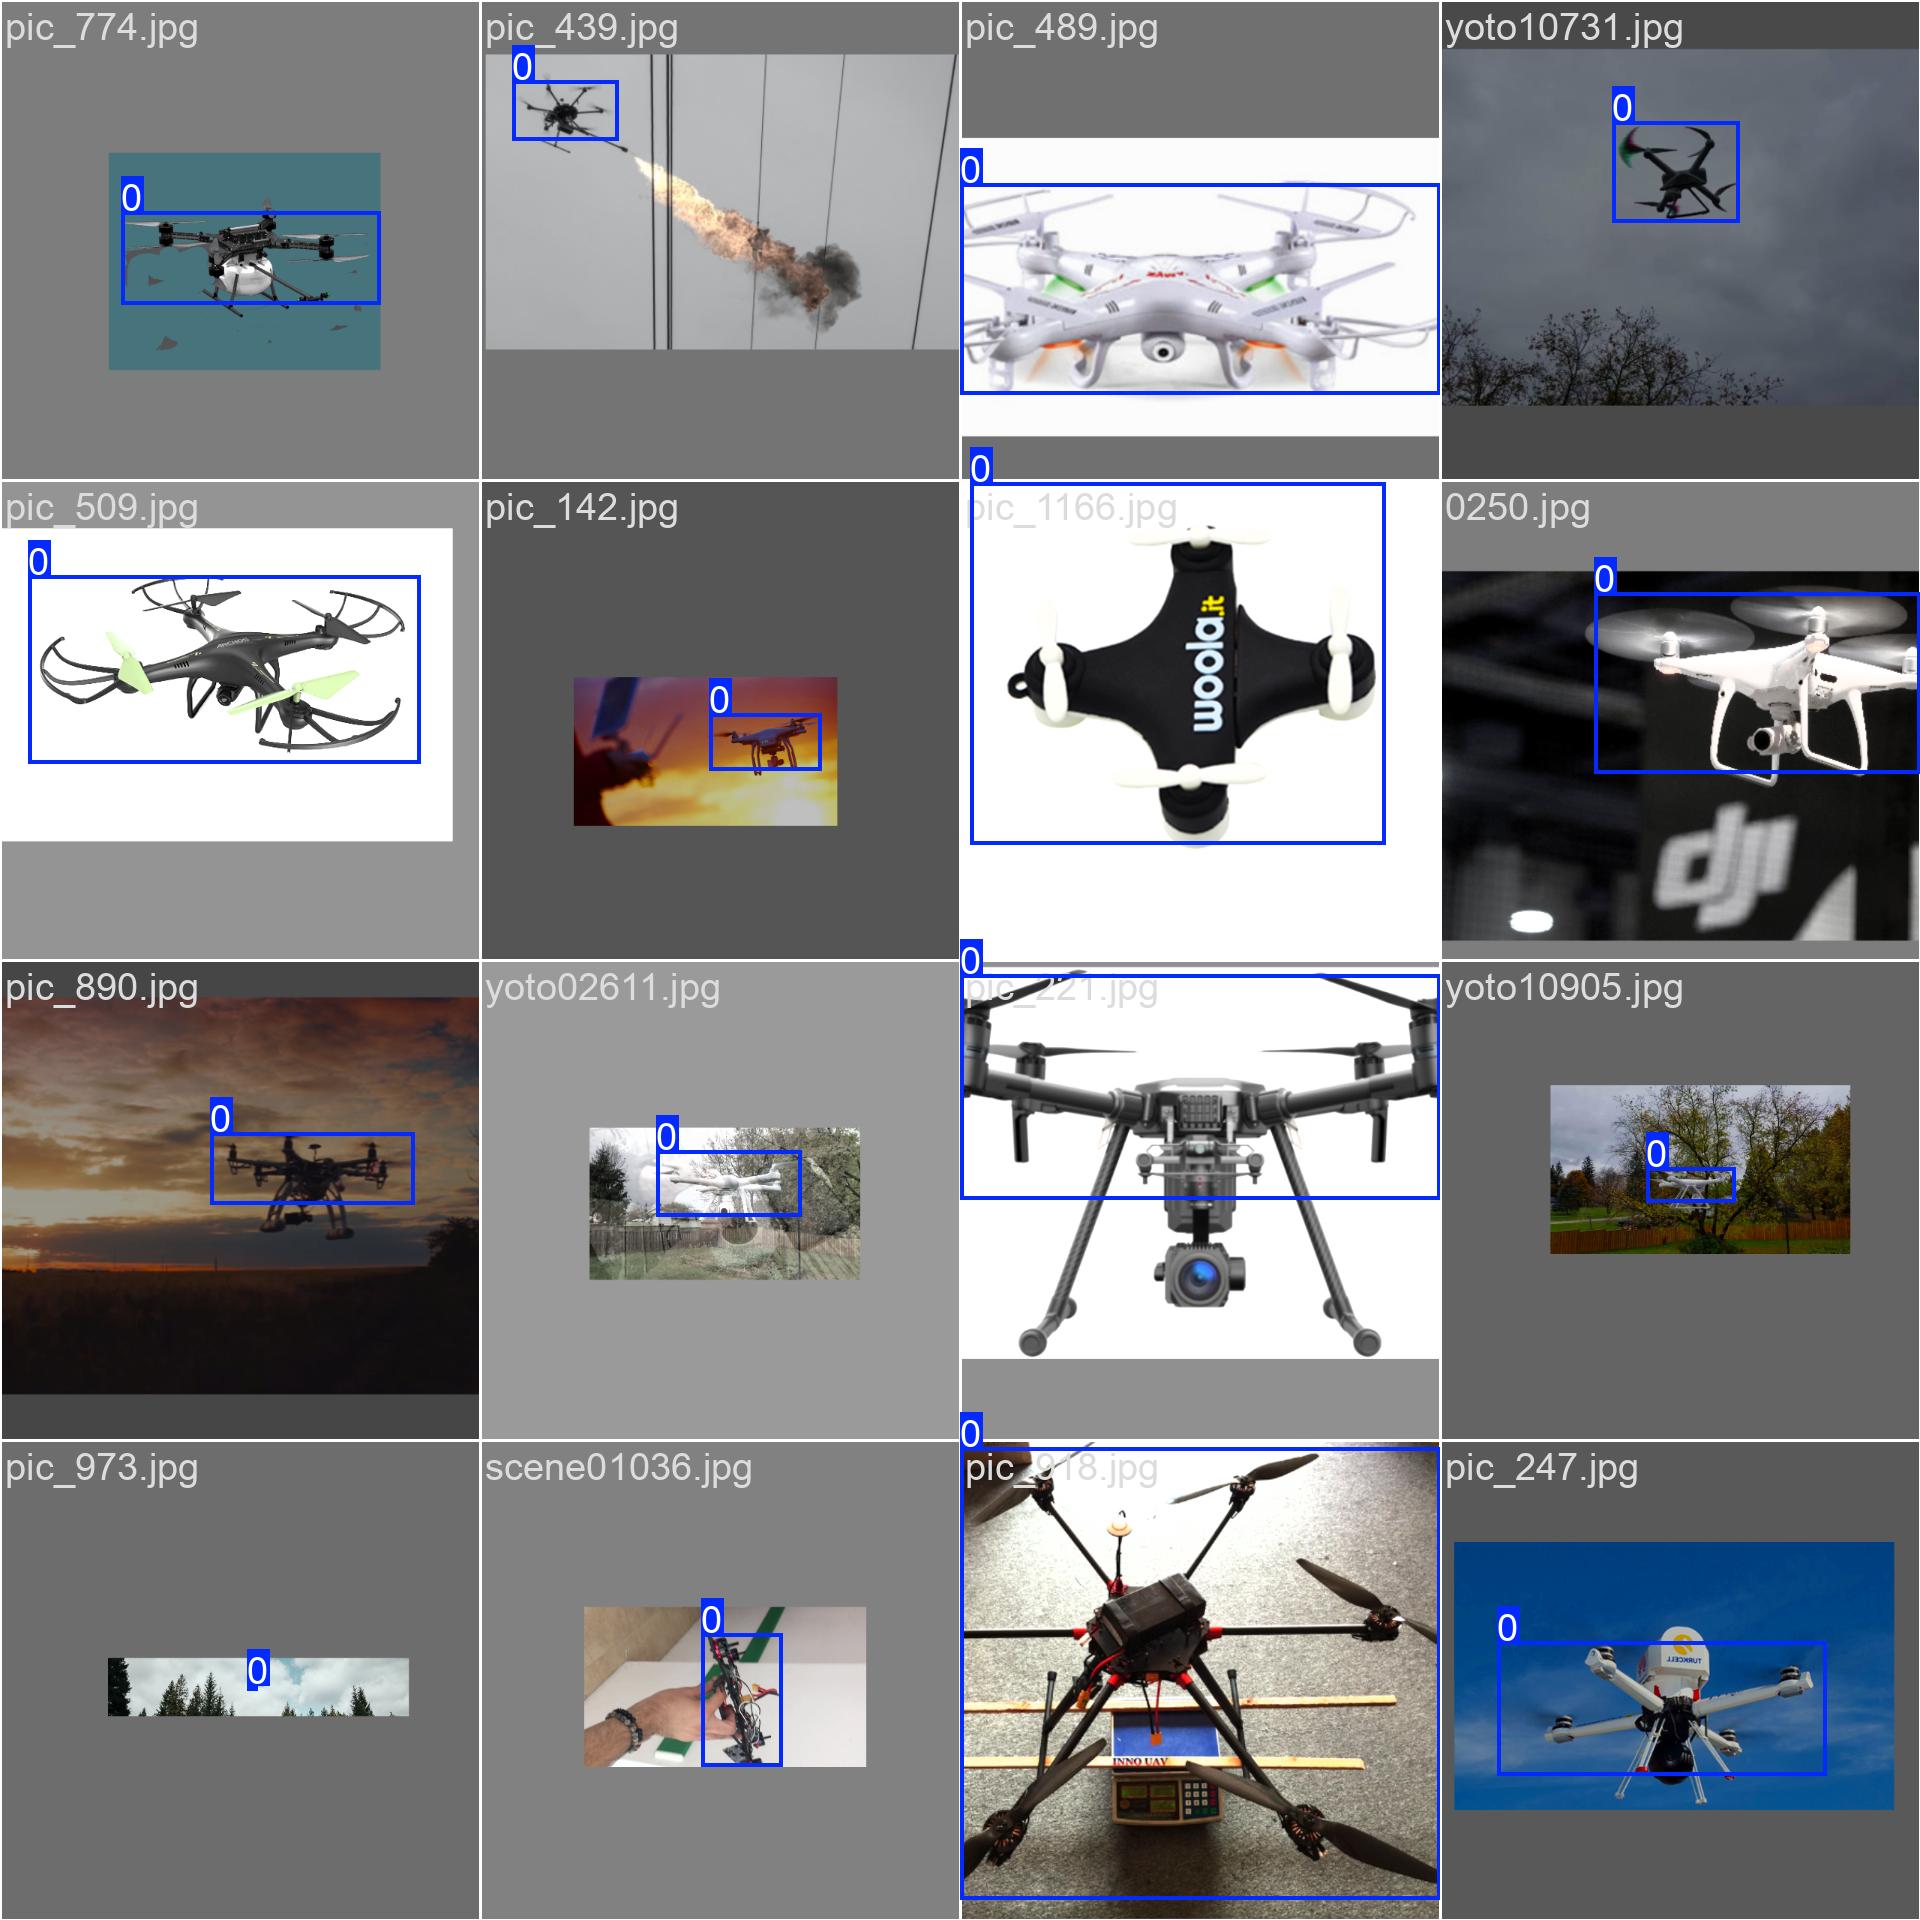 pic_774.jpg
pic_439.jpg
pic_489.jpg
yoto10731.jpg
0
0
0
0
pic_509.jpg
pic_142.jpg
pic_1166.jpg
0250.jpg
0
0
0
0
woola.it
dji
pic_890.jpg
yoto02611.jpg
pic_221.jpg
yoto10905.jpg
0
0
0
0
pic_973.jpg
scene01036.jpg
pic_918.jpg
pic_247.jpg
0
0
0
0
TURKCELL
INNO UAV